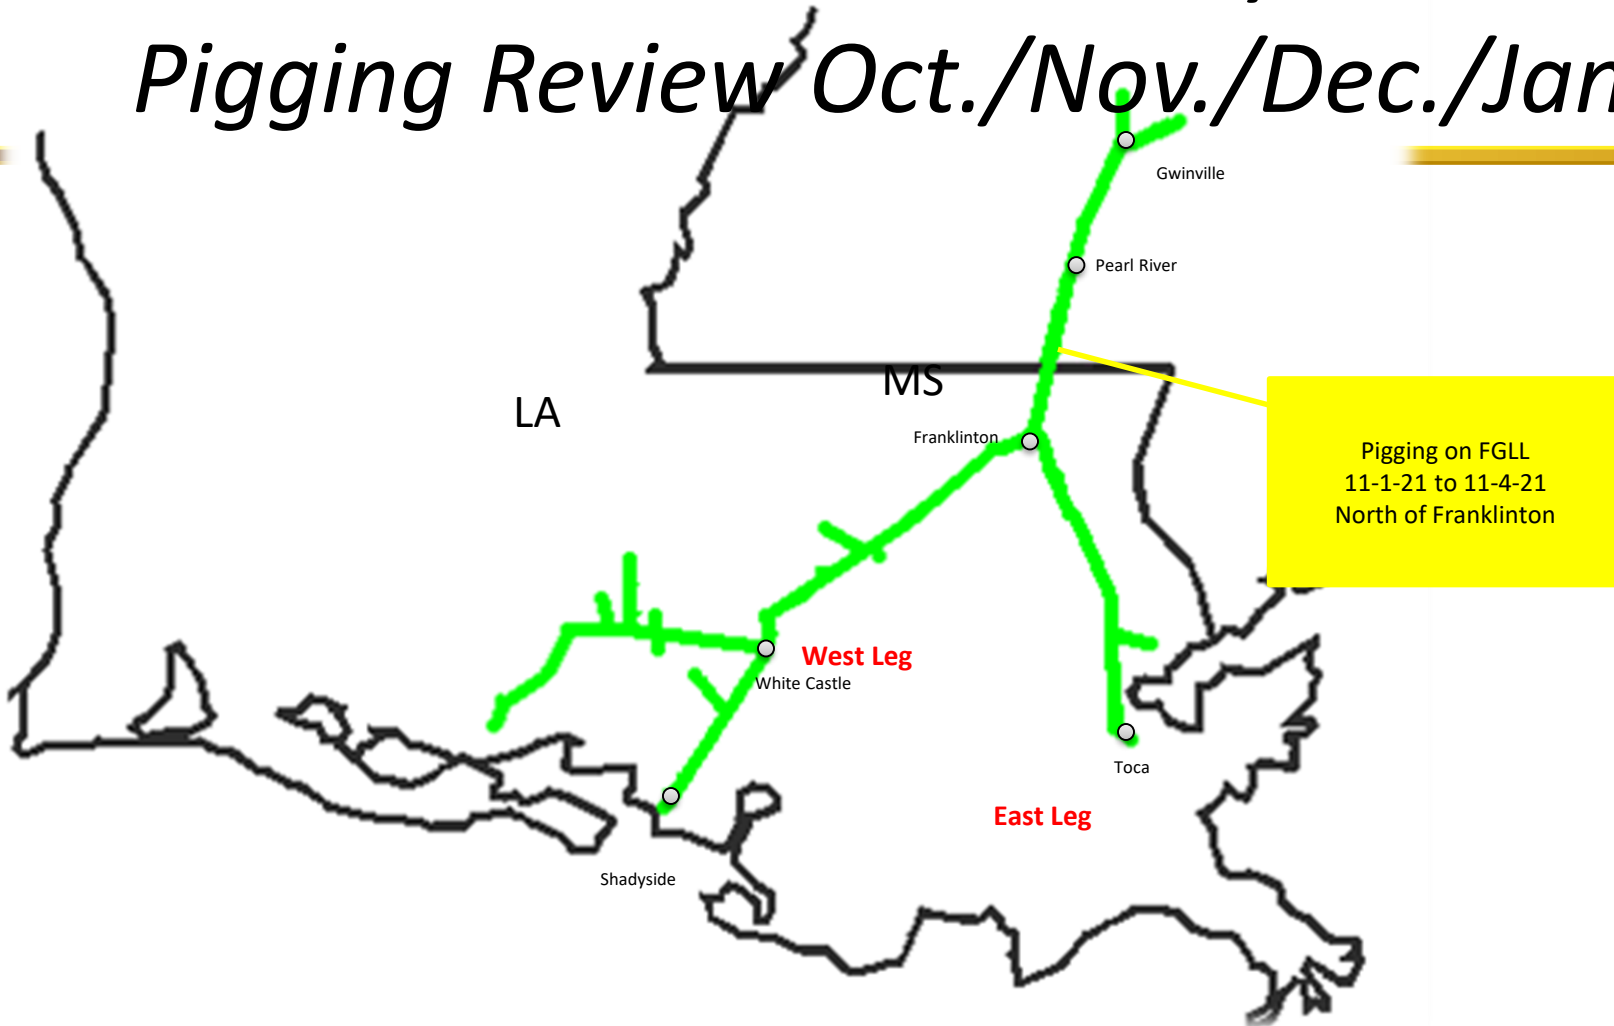 Pigging Review Oct./Nov./Dec./Jan
Gwinville
Pearl River
MS
LA
Franklinton
Pigging on FGLL
11-1-21 to 11-4-21
North of Franklinton
West Leg
White Castle
Toca
East Leg
Shadyside